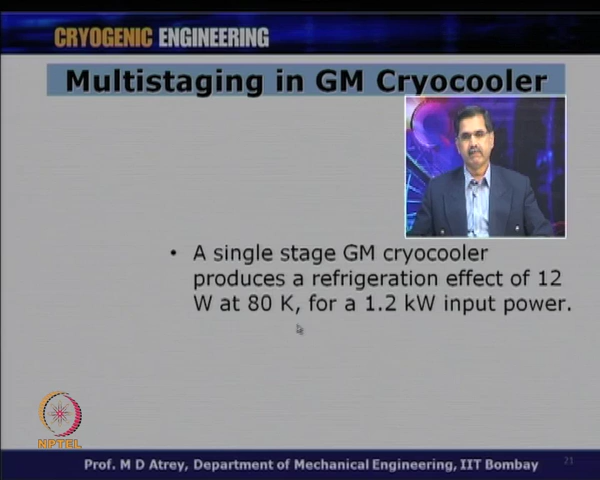 CRYOGENIC ENGINEERING
Multistaging in GM Cryocooler
• A single stage GM cryocooler
produces a refrigeration effect of 12
W at 80 K, for a 1.2 kW input power.
NPTEL
Prof. M D Atrey, Department of Mechanical Engineering, IIT Bombay
21